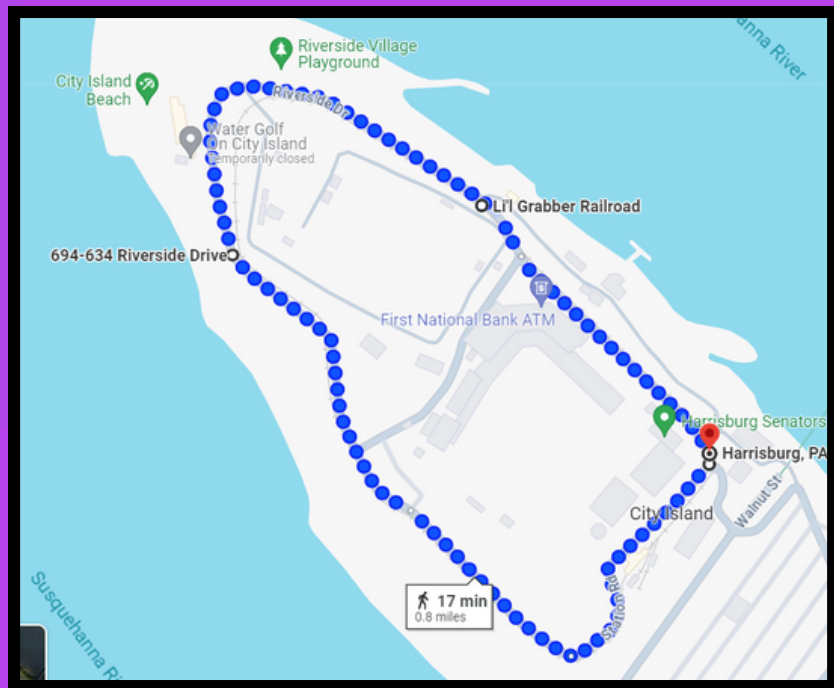 anna River
Riverside Village
Playground
City Island
Beach
Riverside Dr
Water Golf
On City Island
Temporarily closed
Li'l Grabber Railroad
694-634 Riverside Drive
First National Bank ATM
Harrisburg Senators
Harrisburg, PA
City Island
Walnut St
17 min
0.8 miles
Station Rd
Susquehanna Ri